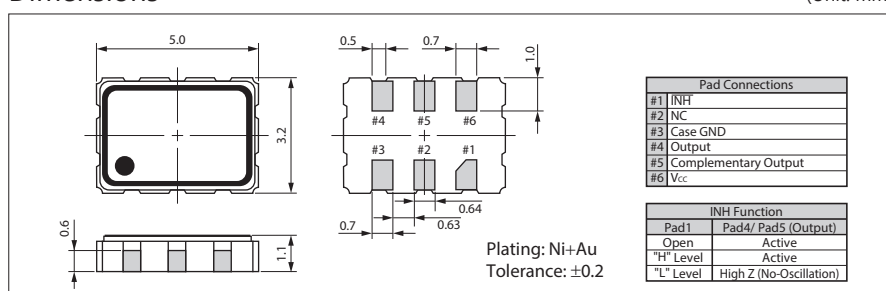 5.0
3.2
0.6
1.1
0.5
0.7
1.0
#4
#5
#6
#3
#2
#1
0.64
0.63
0.7
Plating: Ni+Au
Tolerance: ±0.2
Pad Connections
#1 INH
#2 NC
#3 Case GND
#4 Output
#5 Complementary Output
#6 Vcc
INH Function
Pad1 Pad4/ Pad5 (Output)
Open Active
"H" Level Active
"L" Level High Z (No-Oscillation)